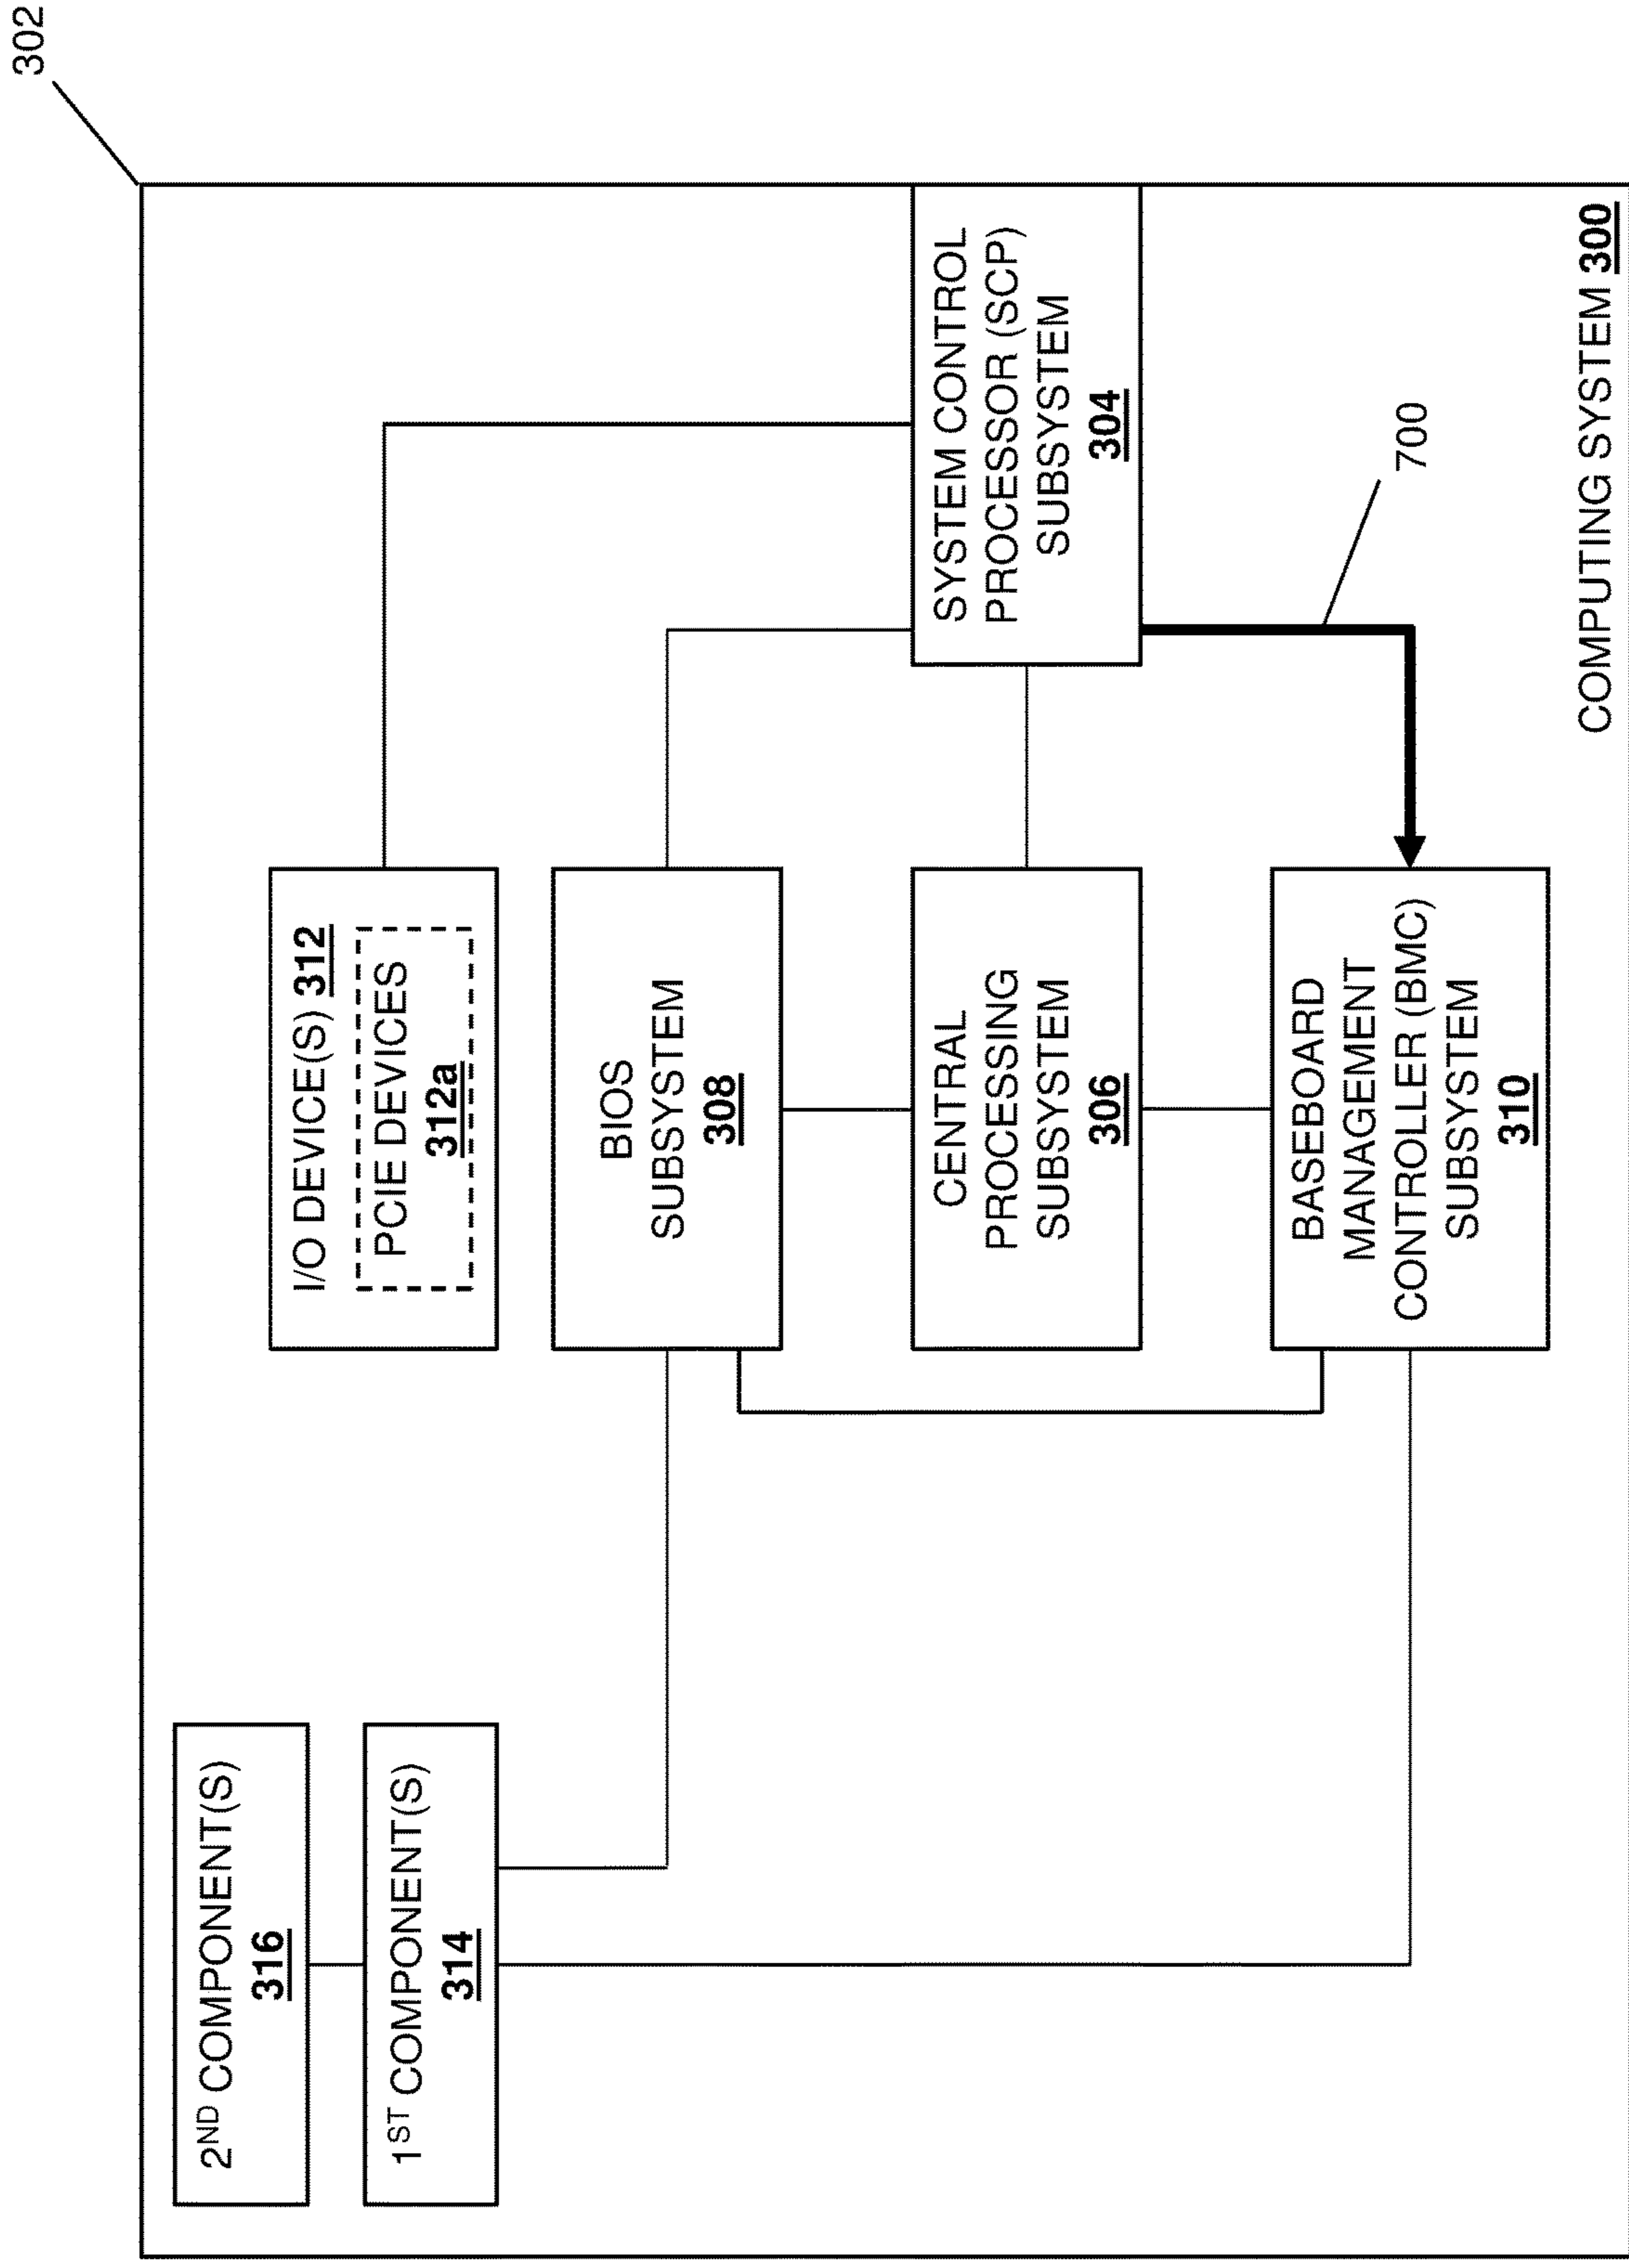 302
2ND COMPONENT(S)
316
1ST COMPONENT(S)
314
I/O DEVICE(S) 312
PCIE DEVICES
312a
BIOS
SUBSYSTEM
308
CENTRAL
PROCESSING
SUBSYSTEM
306
BASEBOARD
MANAGEMENT
CONTROLLER (BMC)
SUBSYSTEM
310
SYSTEM CONTROL
PROCESSOR (SCP)
SUBSYSTEM
304
700
COMPUTING SYSTEM 300